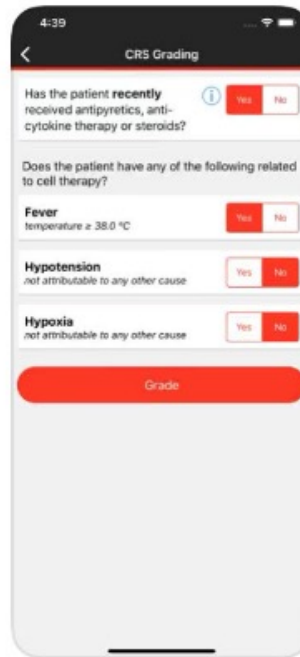 4:39
CRS Grading
Has the patient recently
received antipyretics, anti-
cytokine therapy or steroids?
Yes No
Does the patient have any of the following related
to cell therapy?
Fever
temperature ≥ 38.0 °C
Yes No
Hypotension
not attributable to any other cause
Yes No
Hypoxia
not attributable to any other cause
Yes No
Grade